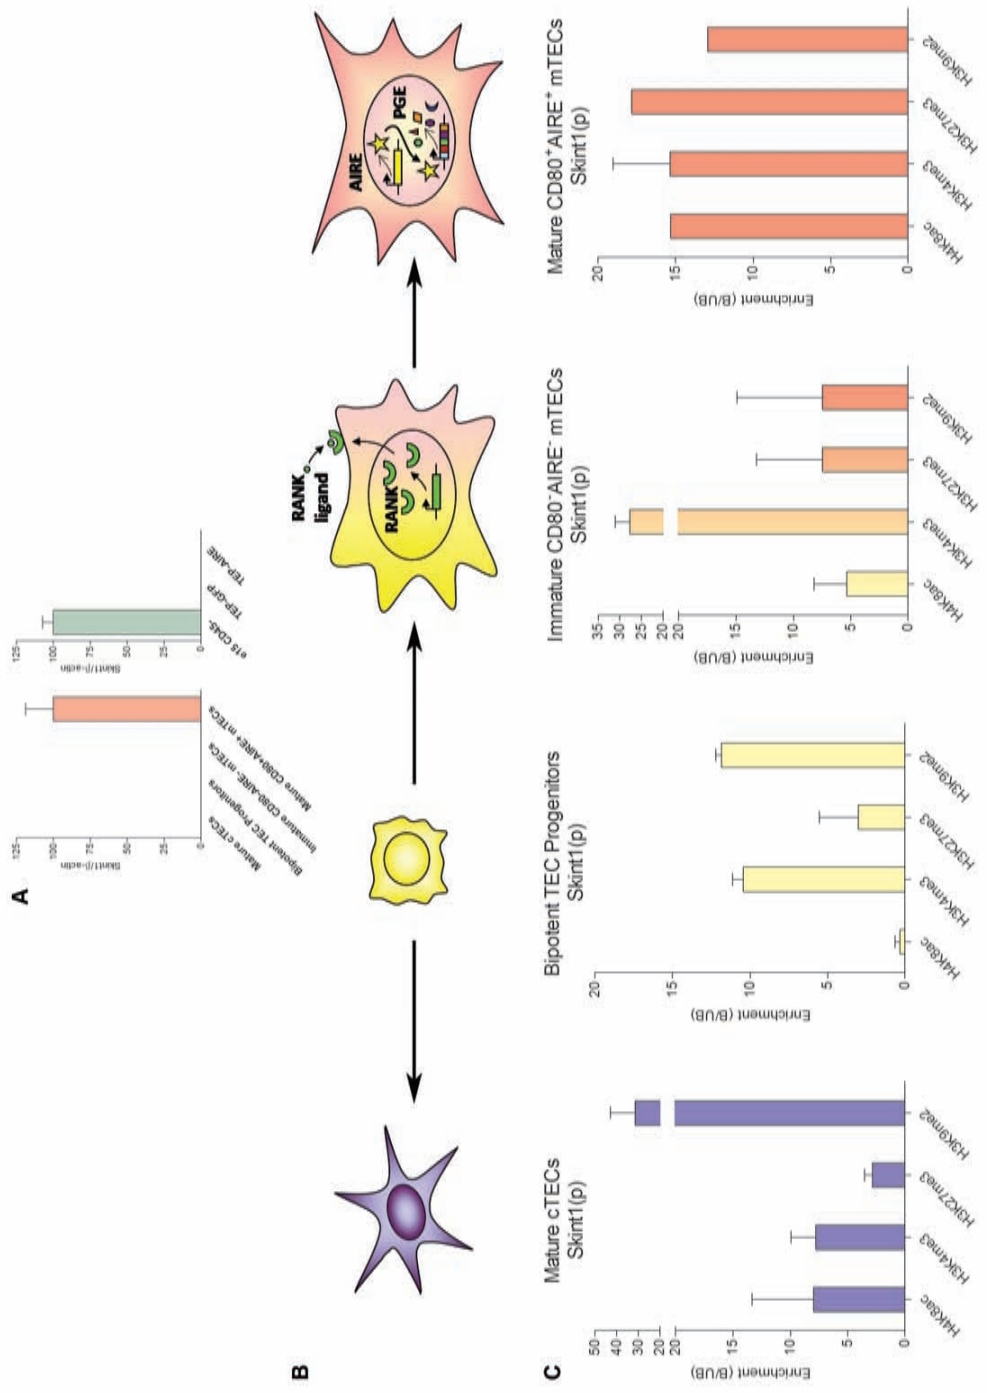 A
Skint1/β-actin
125
100
75
50
25
0
Mature cTECs
Bipotent TEC Progenitors
Immature CD80-AIRE- mTECs
Mature CD80+AIRE+ mTECs
Skint1/β-actin
125
100
75
50
25
0
e15 CD45-
TEP-GFP
TEP-AIRE
B
RANK
ligand
RANK
AIRE
PGE
C
Mature cTECs
Skint1(p)
Enrichment (B/UB)
50
40
30
20
20
15
10
5
0
H4K8ac
H3K4me3
H3K27me3
H3K9me2
Bipotent TEC Progenitors
Skint1(p)
Enrichment (B/UB)
20
15
10
5
0
H4K8ac
H3K4me3
H3K27me3
H3K9me2
Immature CD80⁻AIRE⁻ mTECs
Skint1(p)
Enrichment (B/UB)
35
30
25
20
20
15
10
5
0
H4K8ac
H3K4me3
H3K27me3
H3K9me2
Mature CD80⁺AIRE⁺ mTECs
Skint1(p)
Enrichment (B/UB)
20
15
10
5
0
H4K8ac
H3K4me3
H3K27me3
H3K9me2